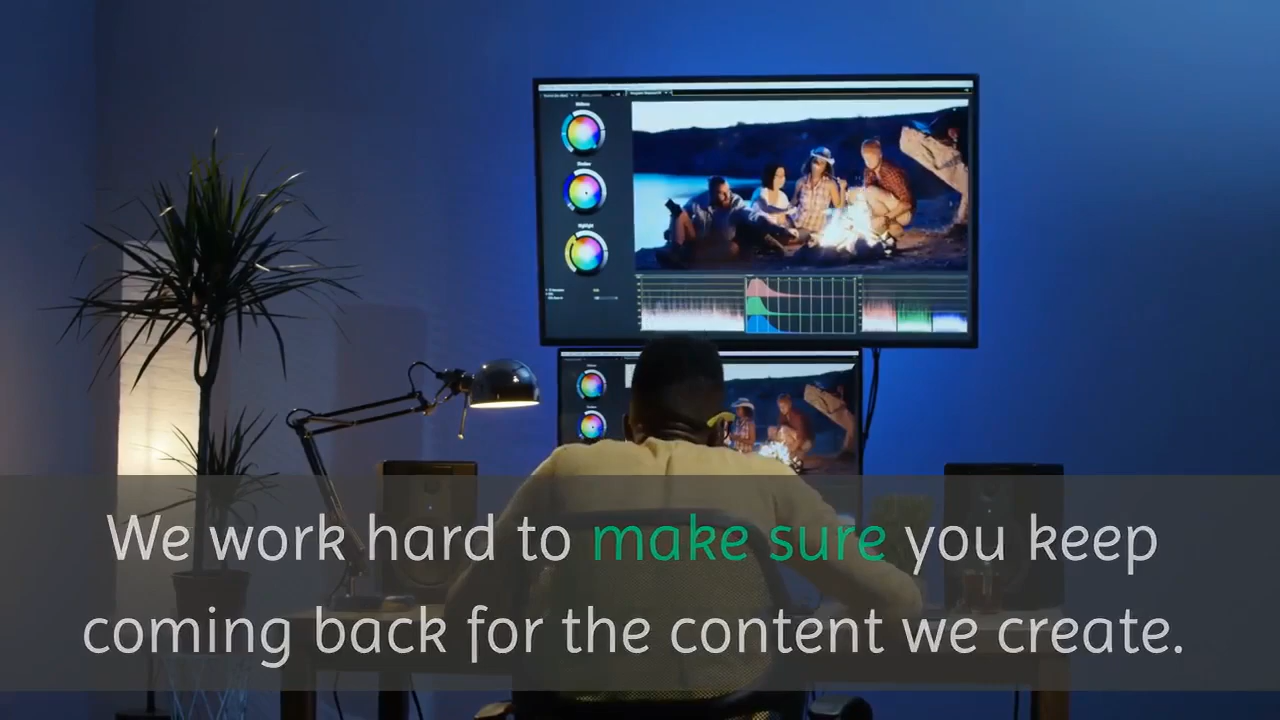 We work hard to make sure you keep
coming back for the content we create.